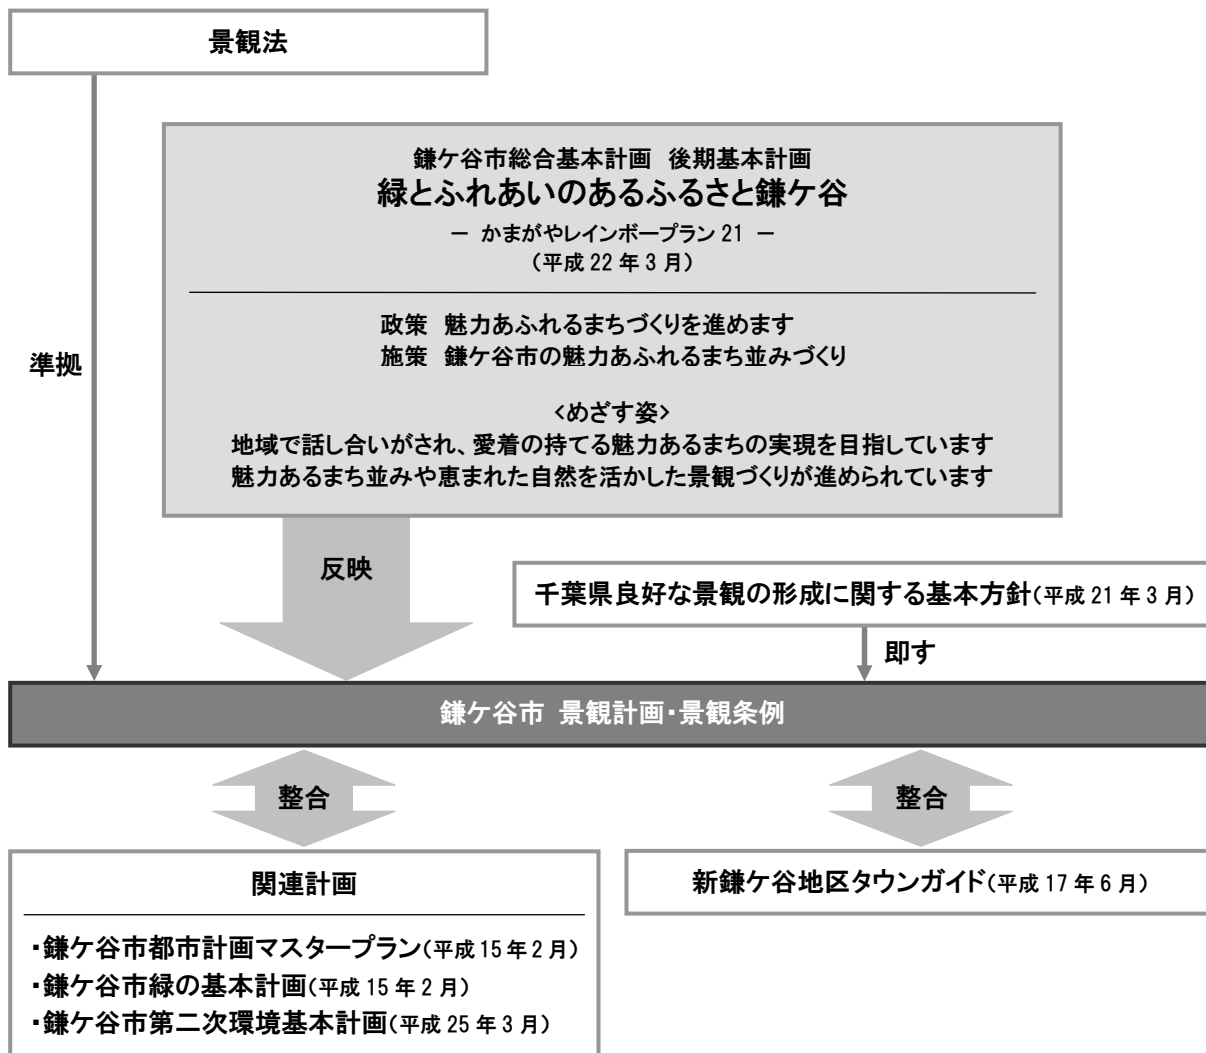 景観法
鎌ケ谷市総合基本計画 後期基本計画
緑とふれあいのあるふるさと鎌ケ谷
－ かまがやレインボープラン 21 －
（平成 22 年 3 月）
政策 魅力あふれるまちづくりを進めます
施策 鎌ケ谷市の魅力あふれるまち並みづくり
<めざす姿>
地域で話し合いがされ、愛着の持てる魅力あるまちの実現を目指しています
魅力あるまち並みや恵まれた自然を活かした景観づくりが進められています
準拠
反映
千葉県良好な景観の形成に関する基本方針（平成 21 年 3 月）
即す
鎌ケ谷市 景観計画・景観条例
整合
整合
関連計画
・鎌ケ谷市都市計画マスタープラン（平成 15 年 2 月）
・鎌ケ谷市緑の基本計画（平成 15 年 2 月）
・鎌ケ谷市第二次環境基本計画（平成 25 年 3 月）
新鎌ケ谷地区タウンガイド（平成 17 年 6 月）